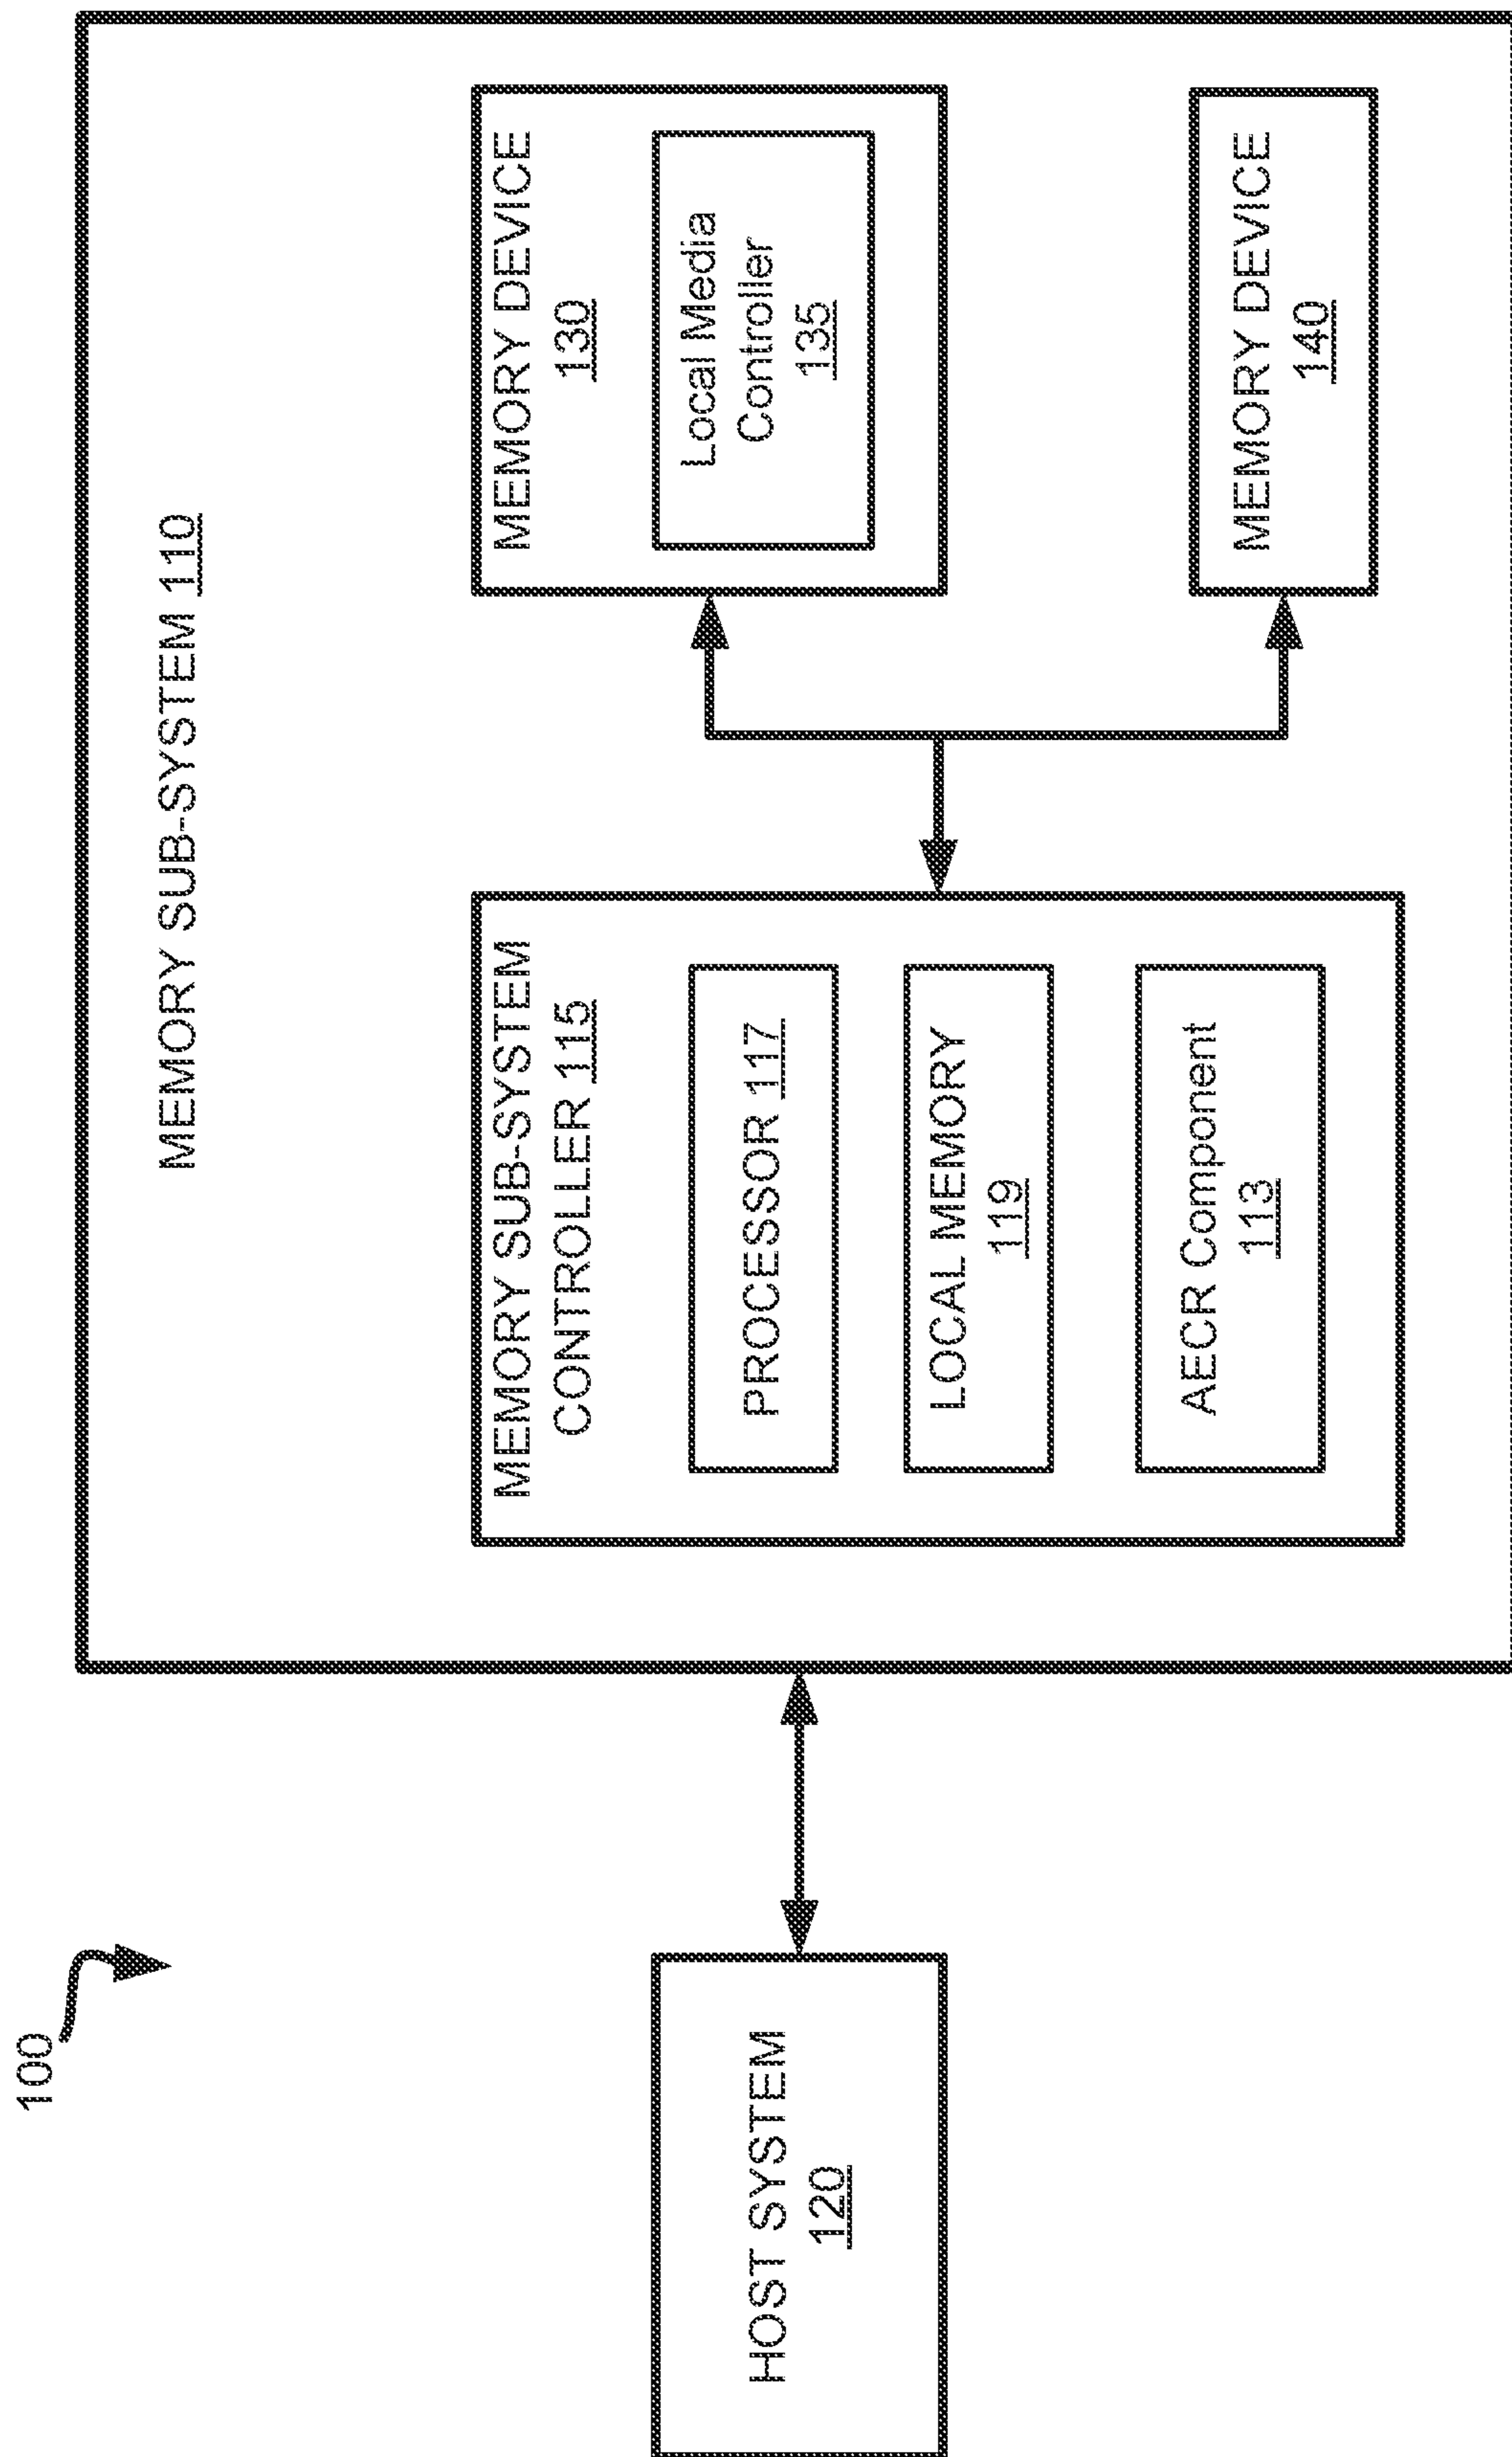 100
HOST SYSTEM
120
MEMORY SUB-SYSTEM 110
MEMORY SUB-SYSTEM
CONTROLLER 115
PROCESSOR 117
LOCAL MEMORY
119
AECR Component
113
MEMORY DEVICE
130
Local Media
Controller
135
MEMORY DEVICE
140